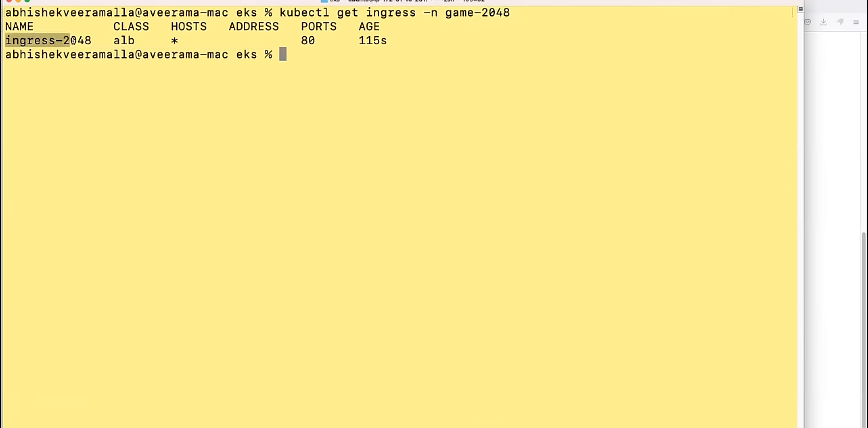 abhishekveeramalla@aveerama-mac eks % kubectl get ingress -n game-2048
NAME CLASS HOSTS ADDRESS PORTS AGE
ingress-2048 alb * 80 115s
abhishekveeramalla@aveerama-mac eks %